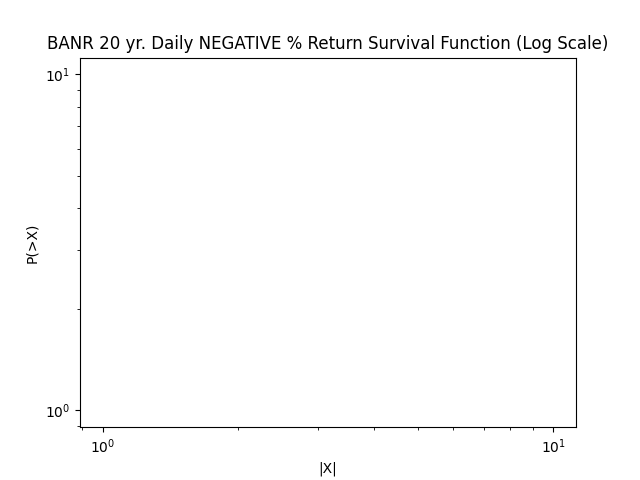 BANR 20 yr. Daily NEGATIVE % Return Survival Function (Log Scale)
10¹
P(>X)
10⁰
10⁰ 10¹
|X|